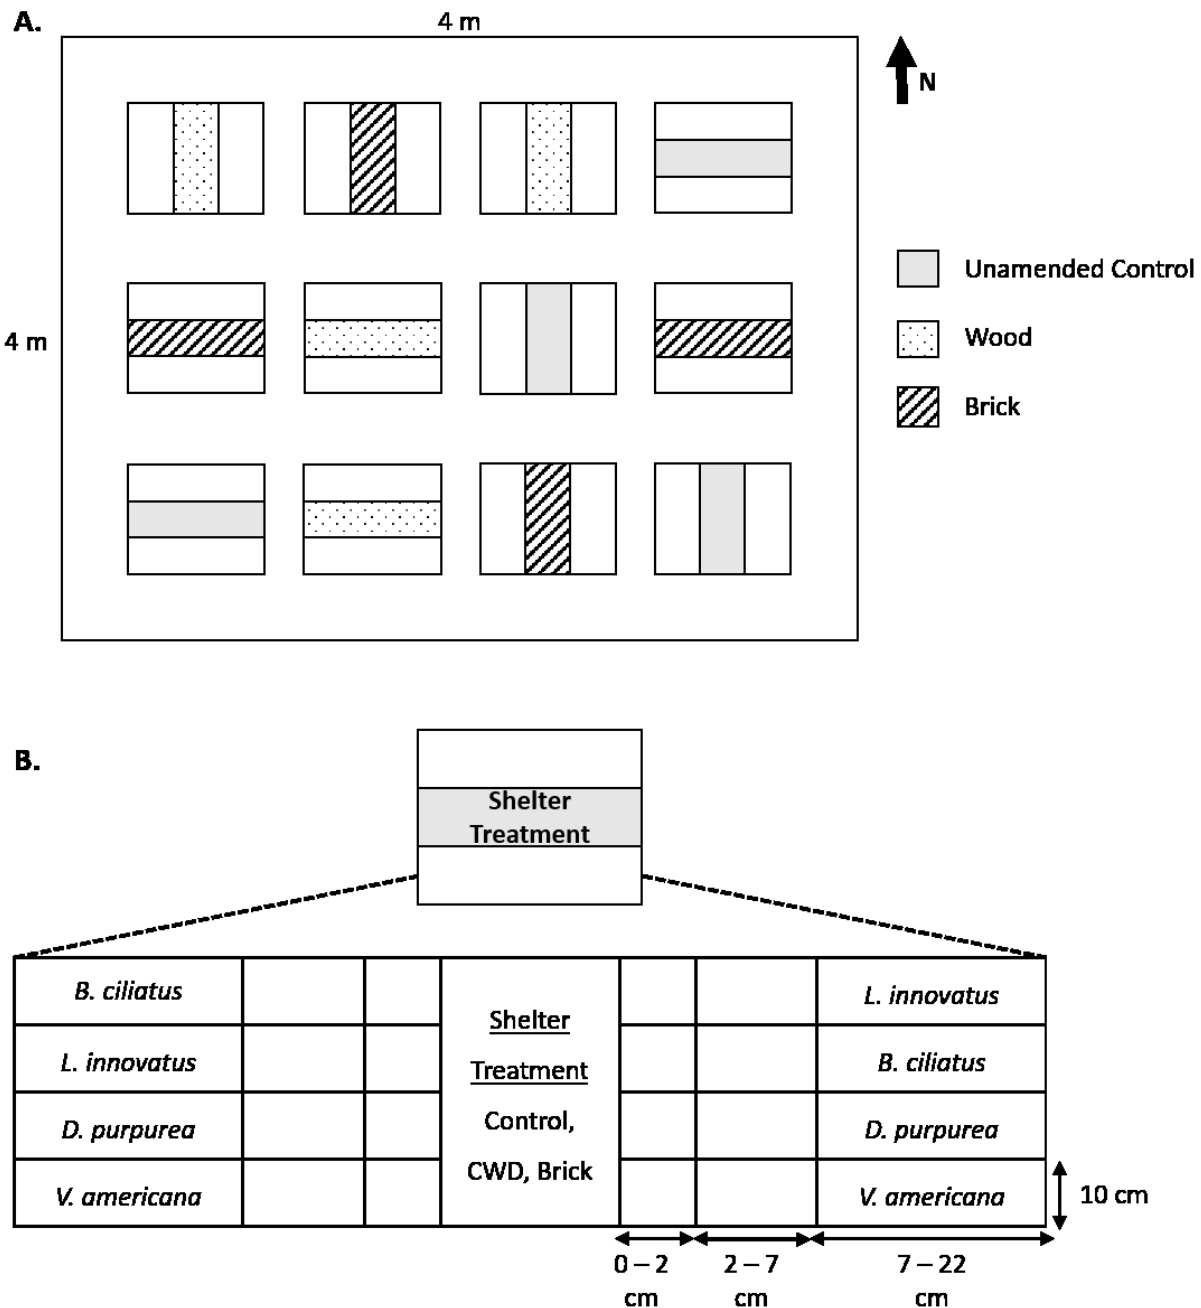 A.
4 m
N
4 m
Unamended Control
Wood
Brick
B.
Shelter
Treatment
B. ciliatus
L. innovatus
D. purpurea
V. americana
Shelter
Treatment
Control,
CWD, Brick
L. innovatus
B. ciliatus
D. purpurea
V. americana
10 cm
0 – 2
cm
2 – 7
cm
7 – 22
cm